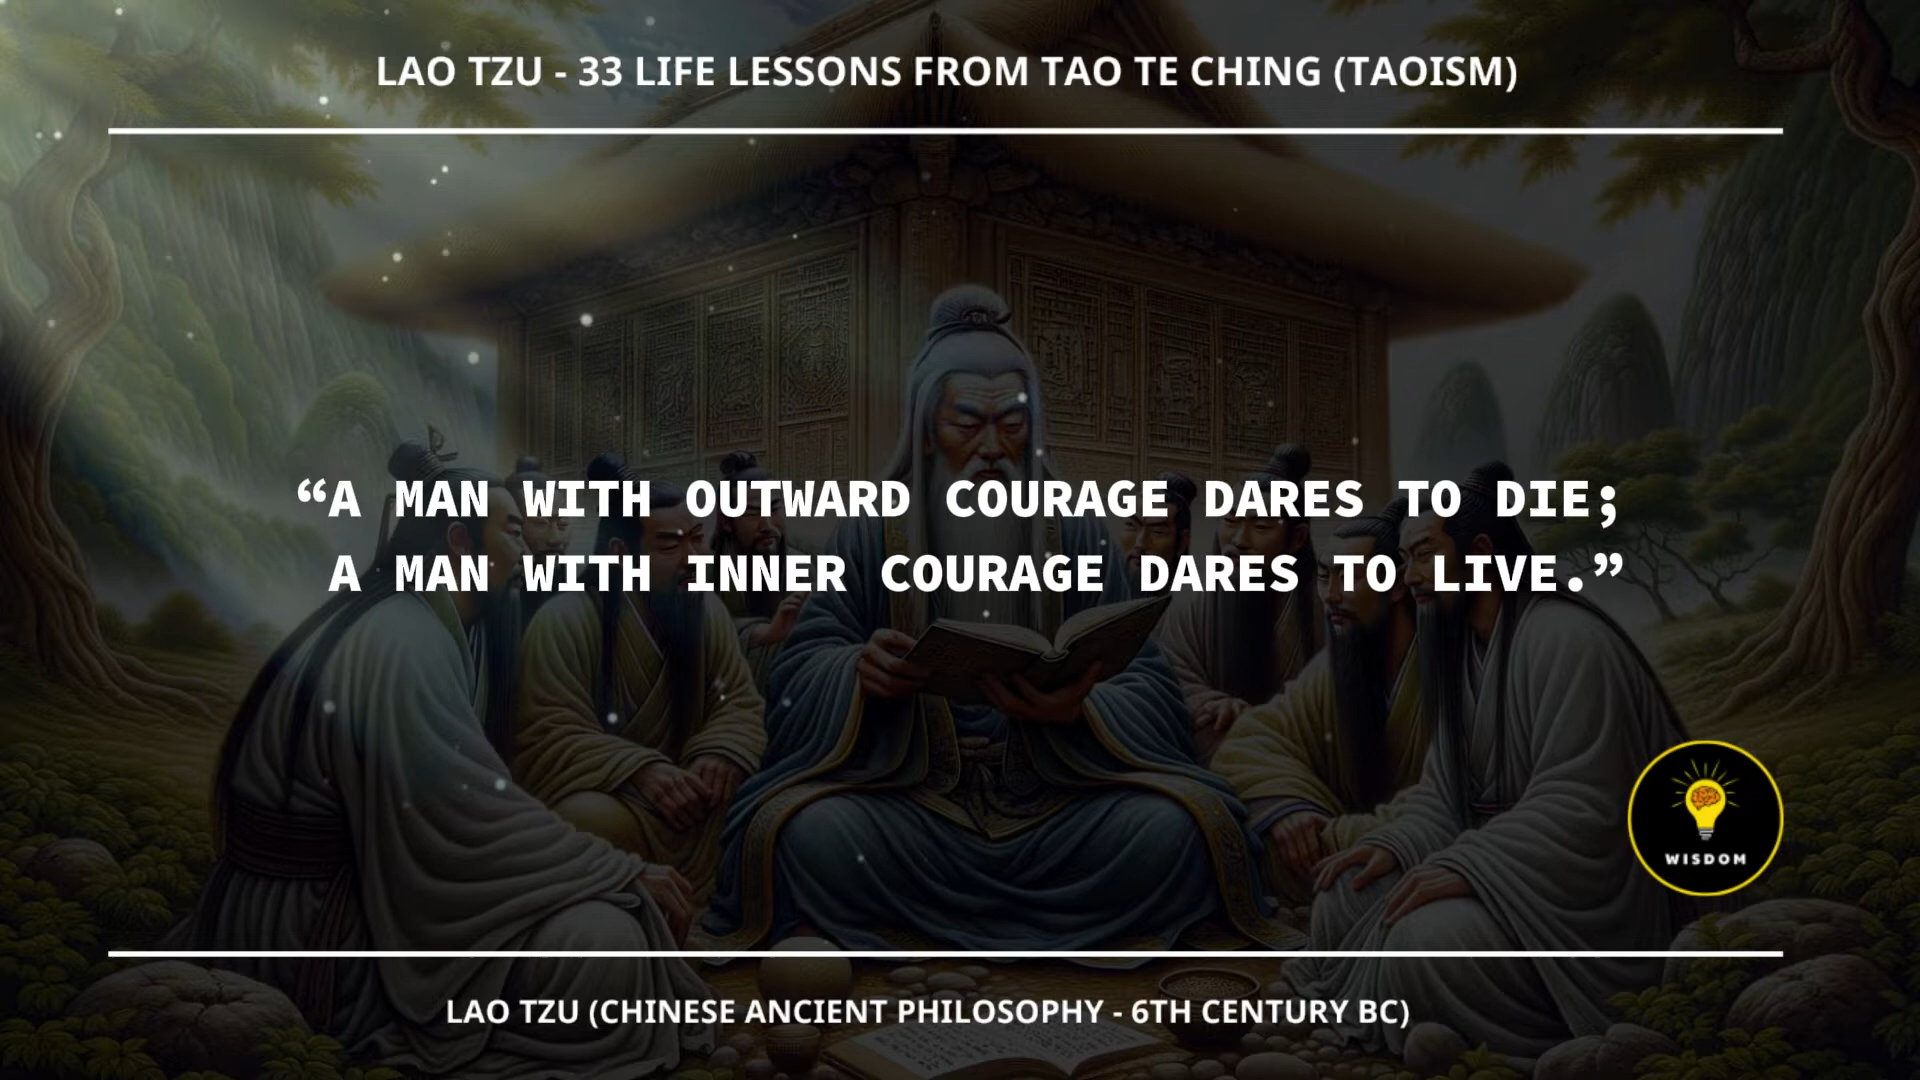 LAO TZU - 33 LIFE LESSONS FROM TAO TE CHING (TAOISM)
“A MAN WITH OUTWARD COURAGE DARES TO DIE;
A MAN WITH INNER COURAGE DARES TO LIVE.”
WISDOM
LAO TZU (CHINESE ANCIENT PHILOSOPHY - 6TH CENTURY BC)